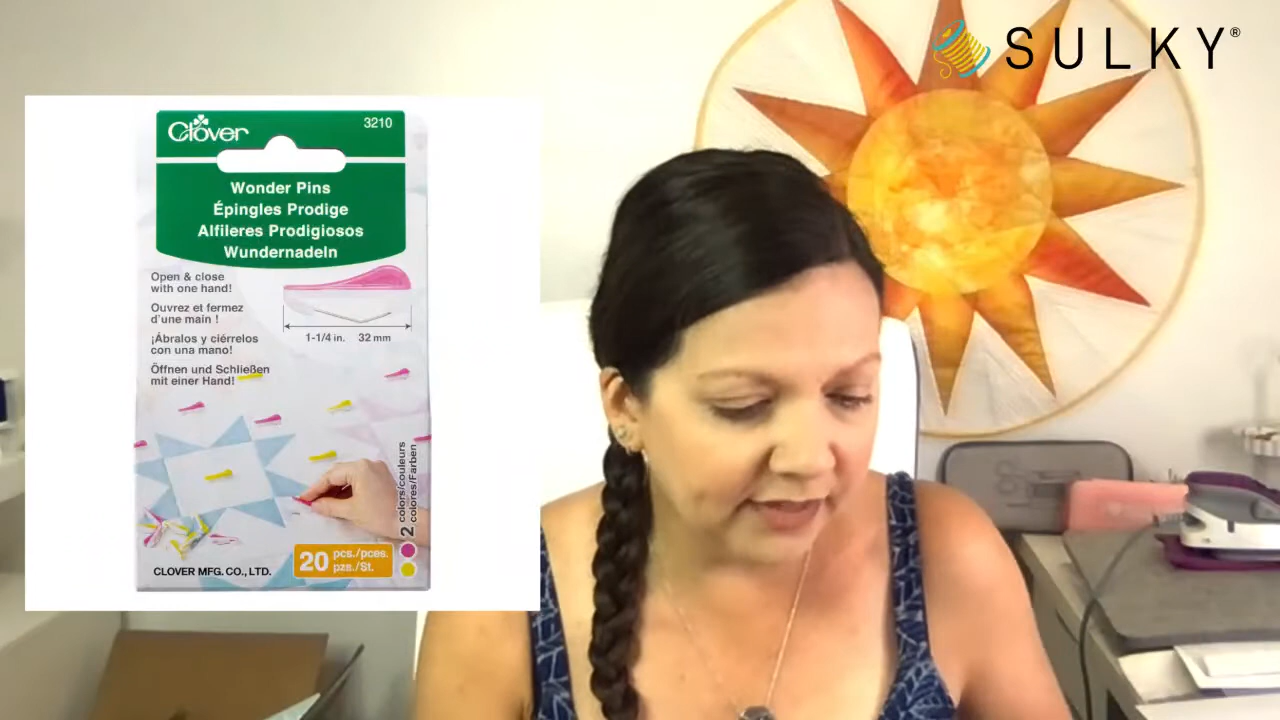 SULKY®
Clover
3210
Wonder Pins
Épingles Prodige
Alfileres Prodigiosos
Wundernadeln
Open & close
with one hand!
Ouvrez et fermez
d'une main !
¡Ábralos y ciérrelos
con una mano!
Öffnen und Schließen
mit einer Hand!
1-1/4 in. 32 mm
2 colors/couleurs
colores/Farben
20 pcs./pces.
pzs./St.
CLOVER MFG. CO., LTD.